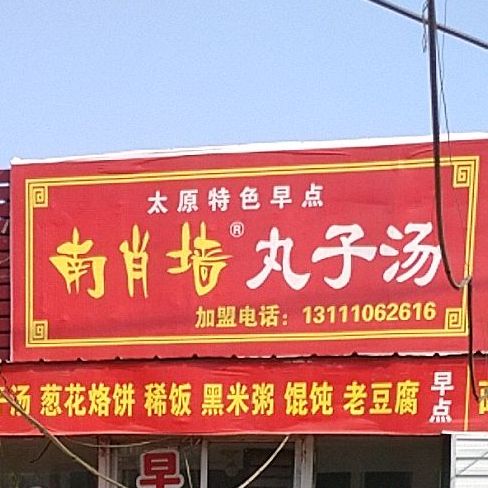 太原特色早点
南肖墙® 丸子汤
加盟电话：13111062616
汤 葱花烙饼 稀饭 黑米粥 馄饨 老豆腐 早点
早